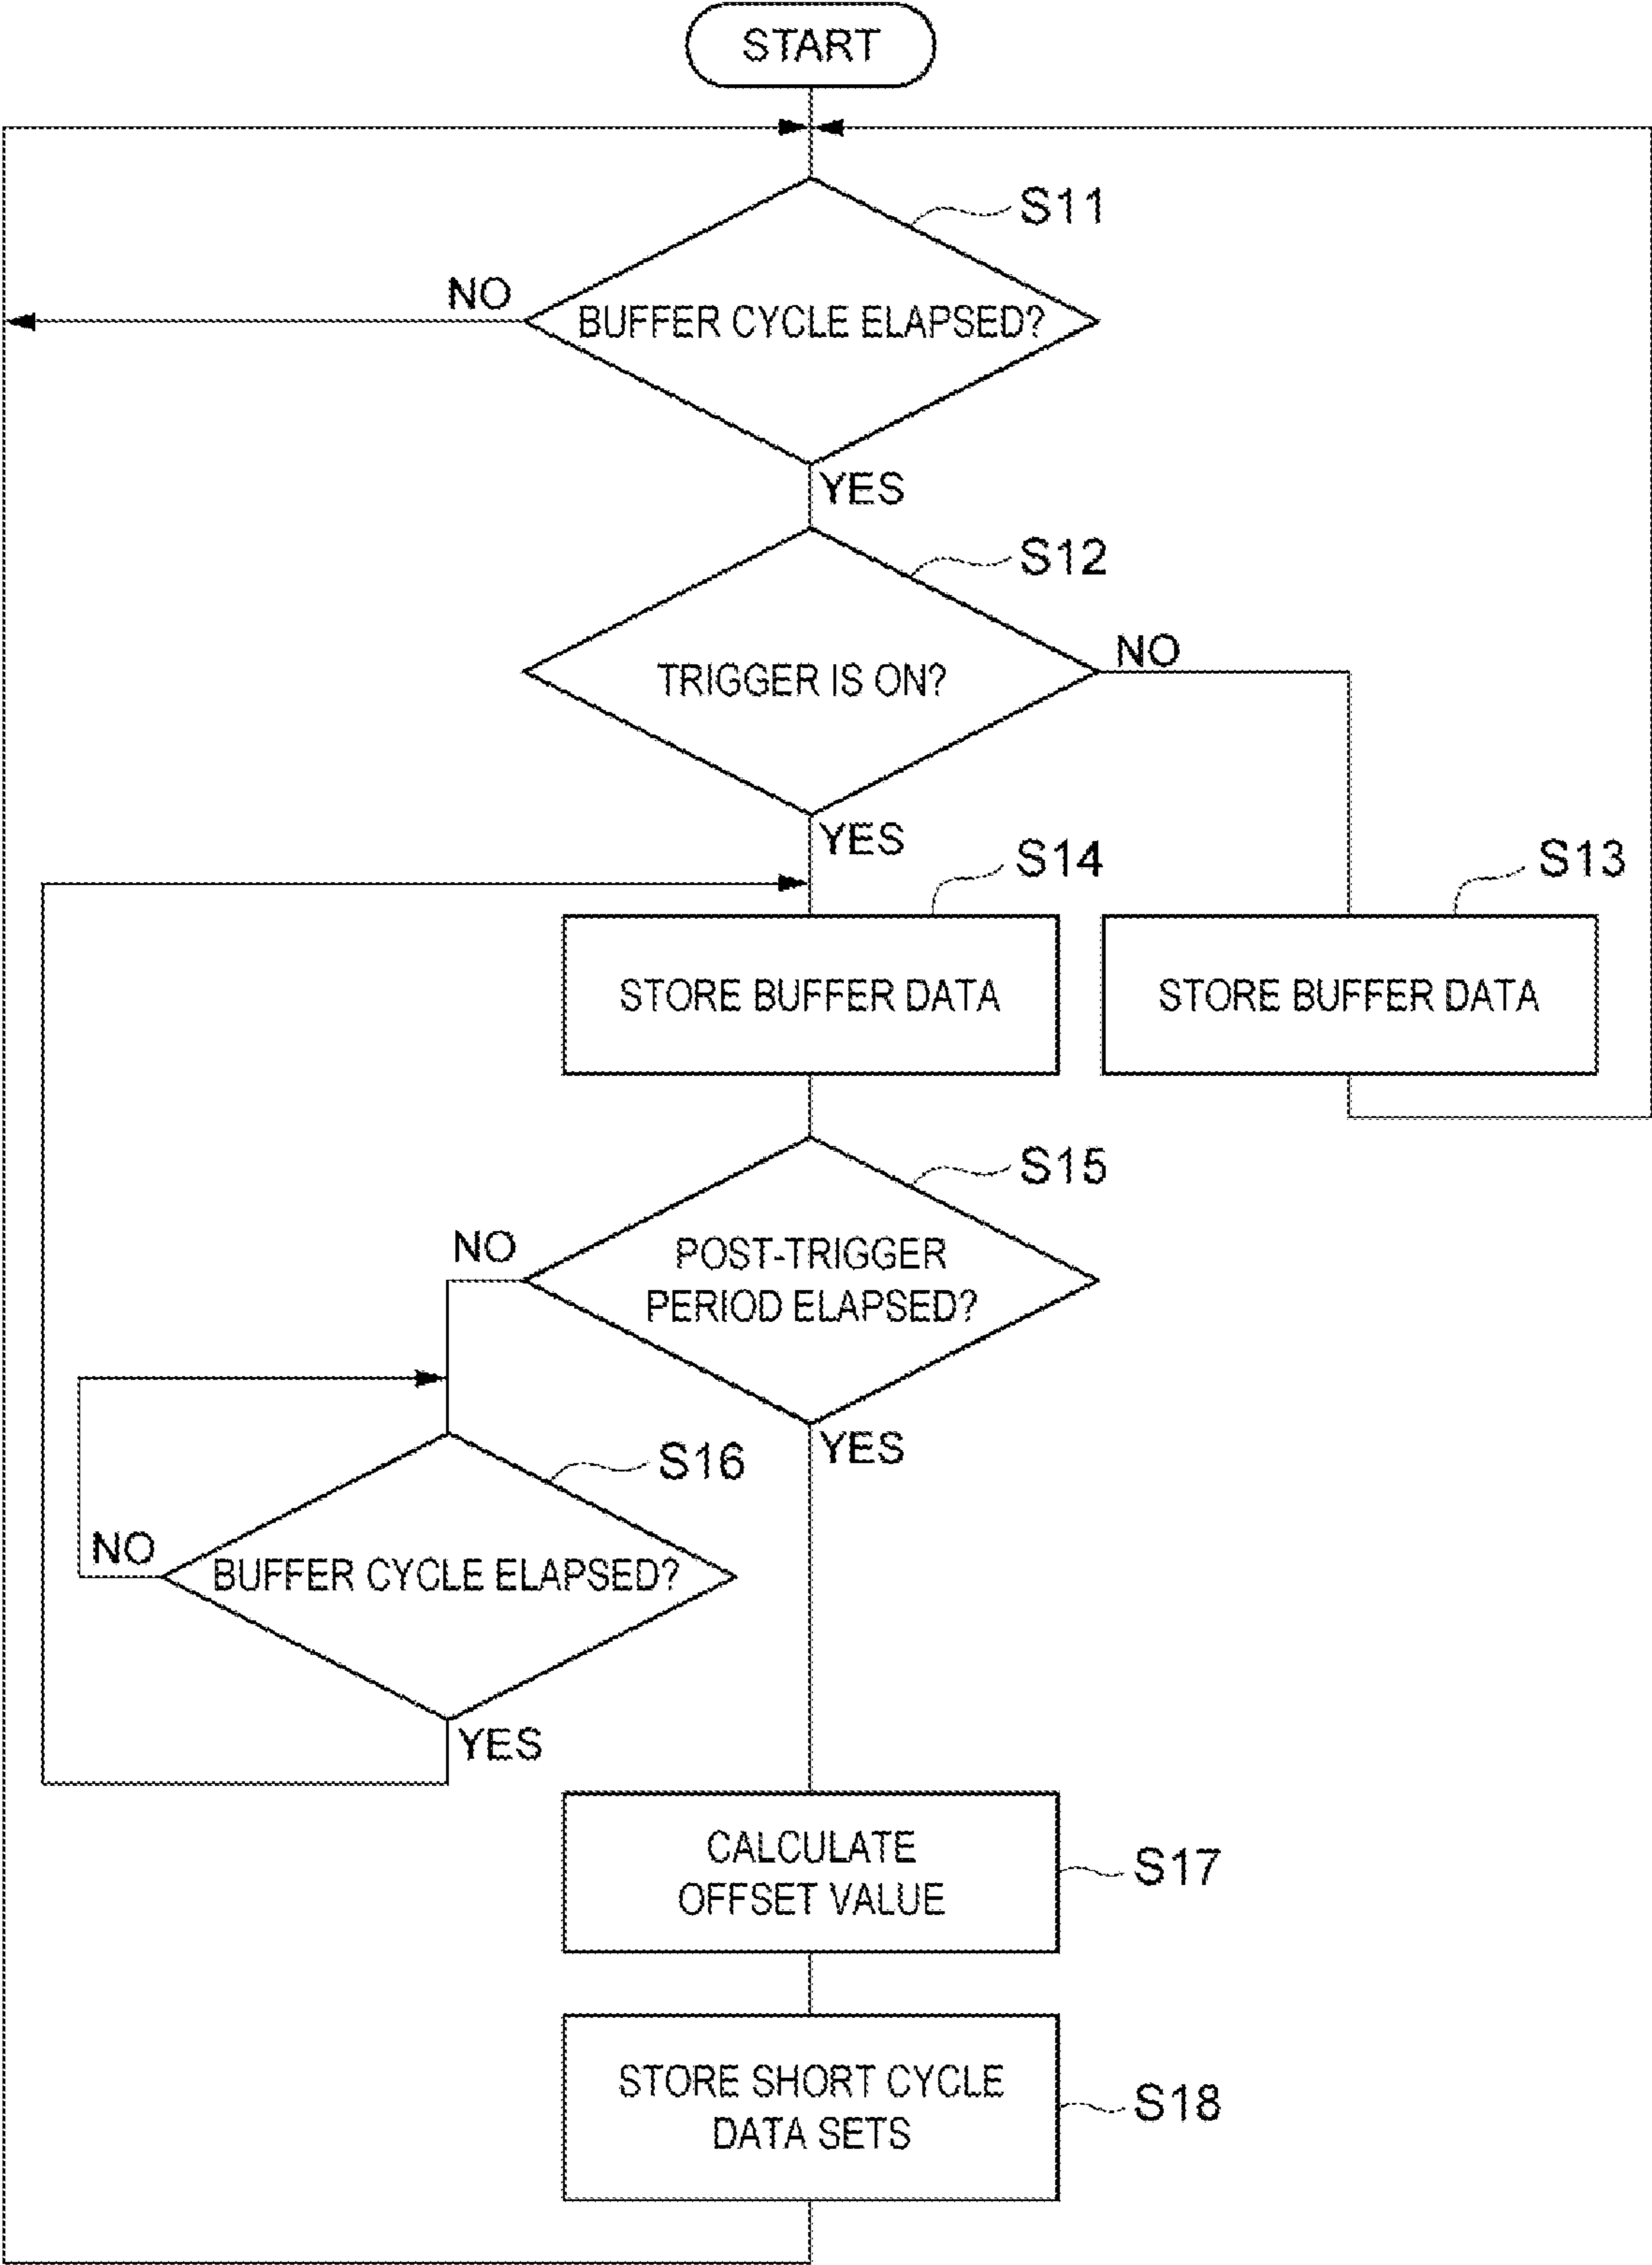 START
S11
NO
BUFFER CYCLE ELAPSED?
YES
S12
NO
TRIGGER IS ON?
YES
S14
S13
STORE BUFFER DATA
STORE BUFFER DATA
S15
NO
POST-TRIGGER
PERIOD ELAPSED?
YES
S16
NO
BUFFER CYCLE ELAPSED?
YES
CALCULATE
OFFSET VALUE
S17
STORE SHORT CYCLE
DATA SETS
S18